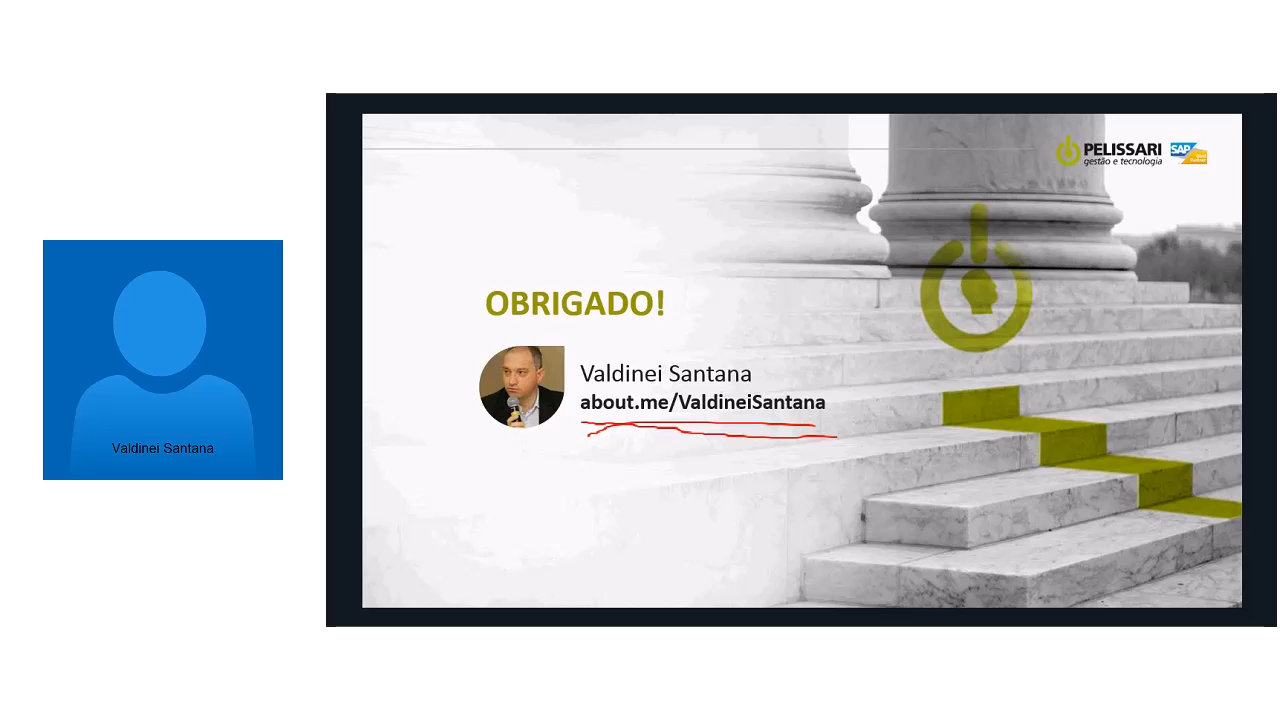 PELISSARI
gestão e tecnologia
SAP
OBRIGADO!
Valdinei Santana
about.me/ValdineiSantana
Valdinei Santana